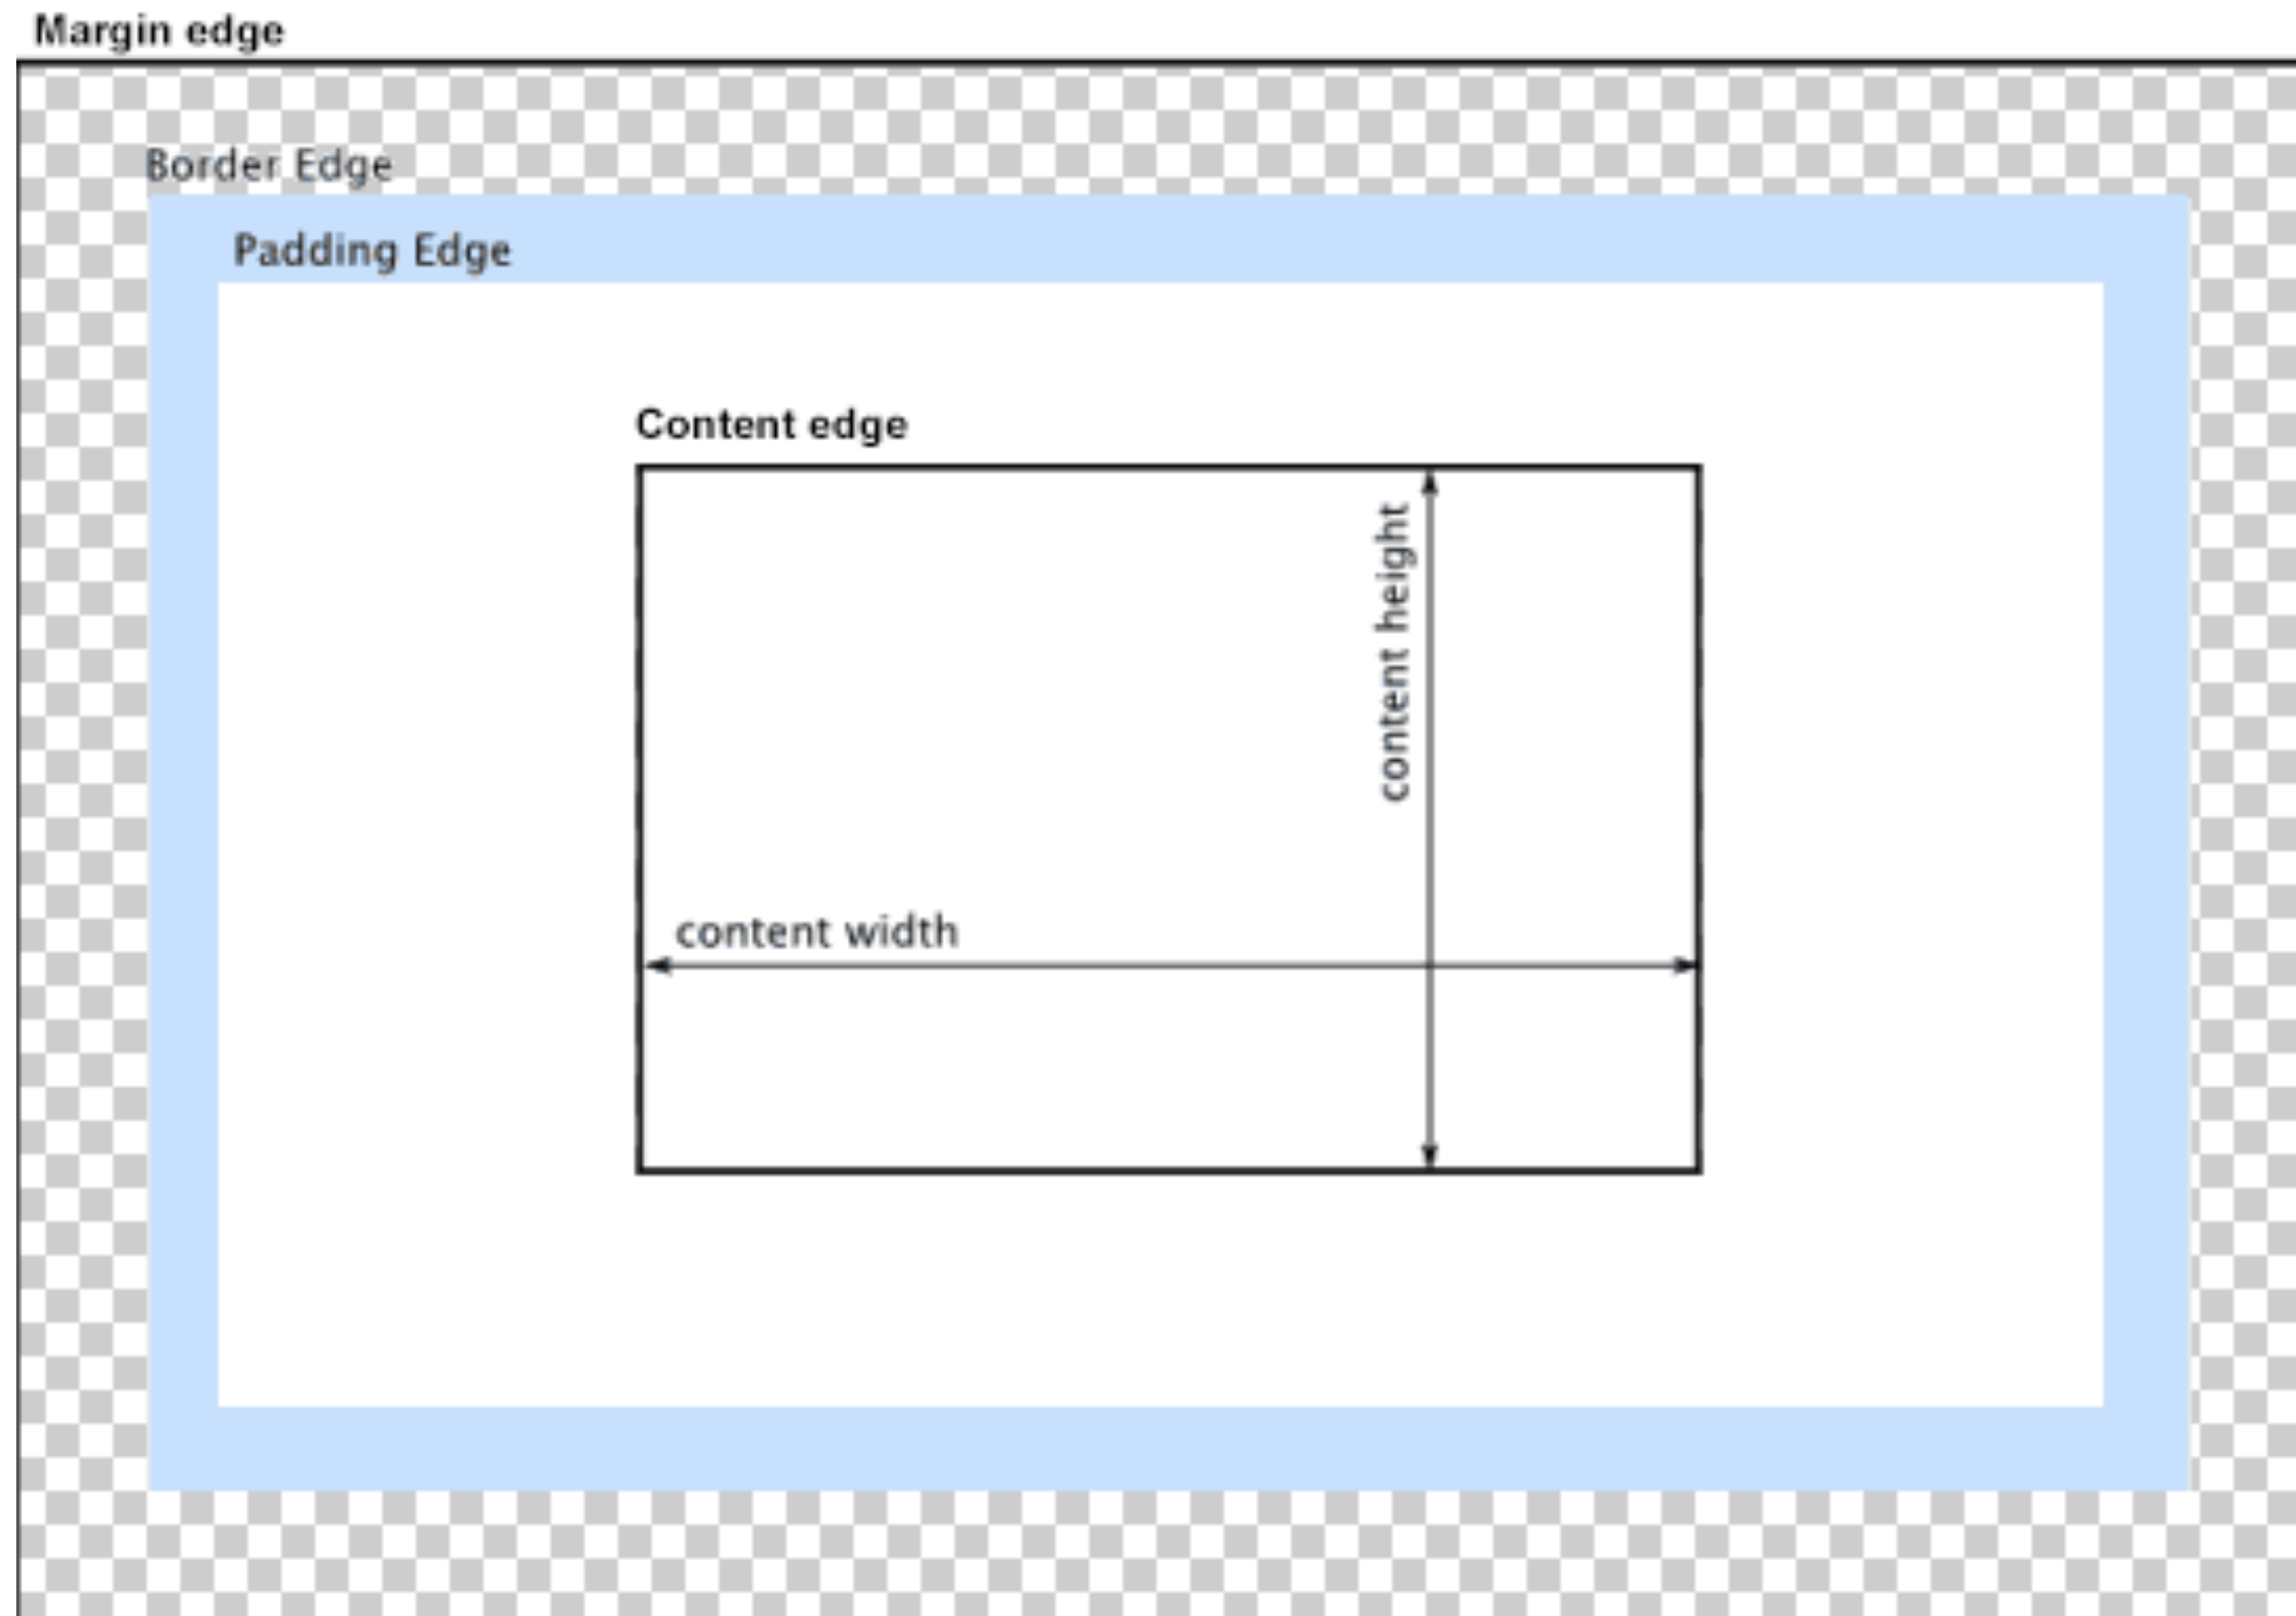 Margin edge
Border Edge
Padding Edge
Content edge
content height
content width